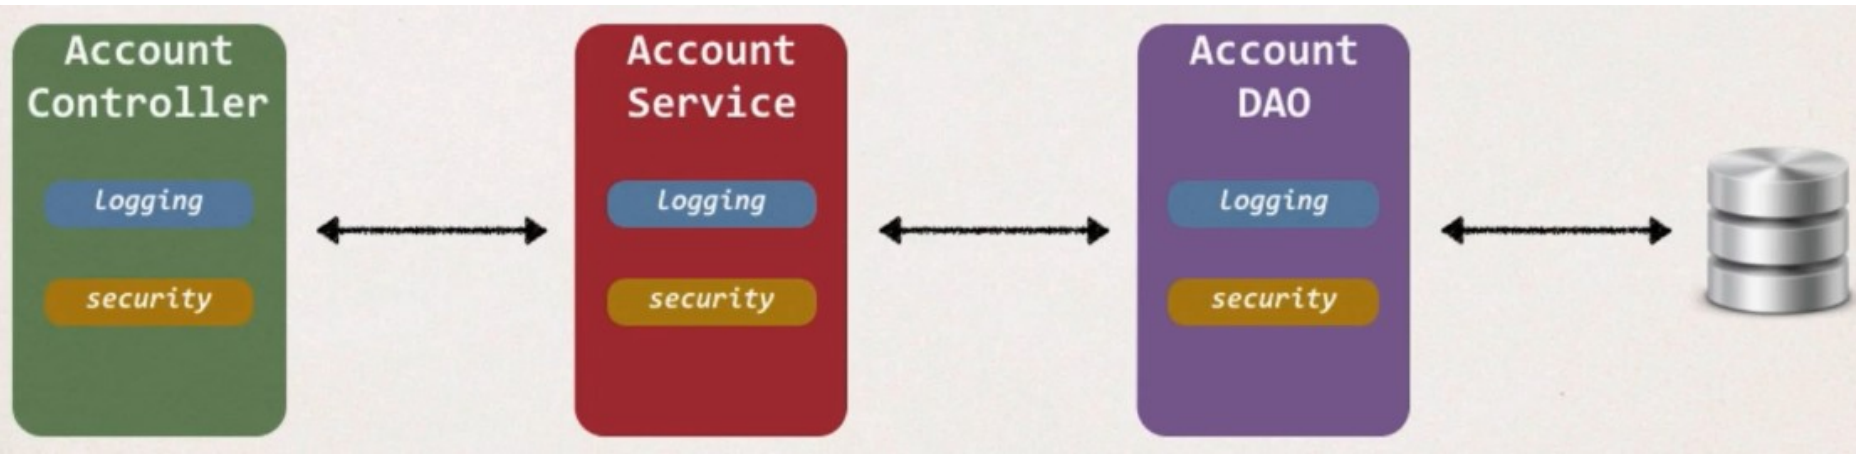 Account
Controller
Logging
security
Account
Service
Logging
security
Account
DAO
Logging
security